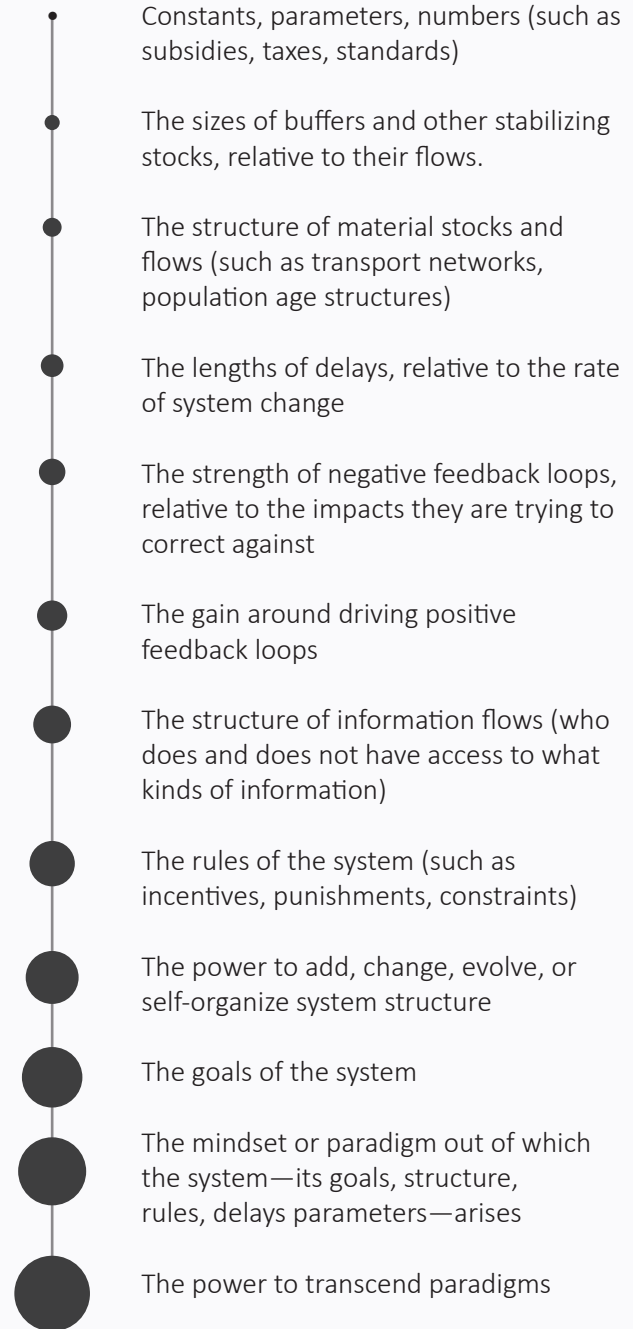 Constants, parameters, numbers (such as
subsidies, taxes, standards)
The sizes of buffers and other stabilizing
stocks, relative to their flows.
The structure of material stocks and
flows (such as transport networks,
population age structures)
The lengths of delays, relative to the rate
of system change
The strength of negative feedback loops,
relative to the impacts they are trying to
correct against
The gain around driving positive
feedback loops
The structure of information flows (who
does and does not have access to what
kinds of information)
The rules of the system (such as
incentives, punishments, constraints)
The power to add, change, evolve, or
self-organize system structure
The goals of the system
The mindset or paradigm out of which
the system—its goals, structure,
rules, delays parameters—arises
The power to transcend paradigms